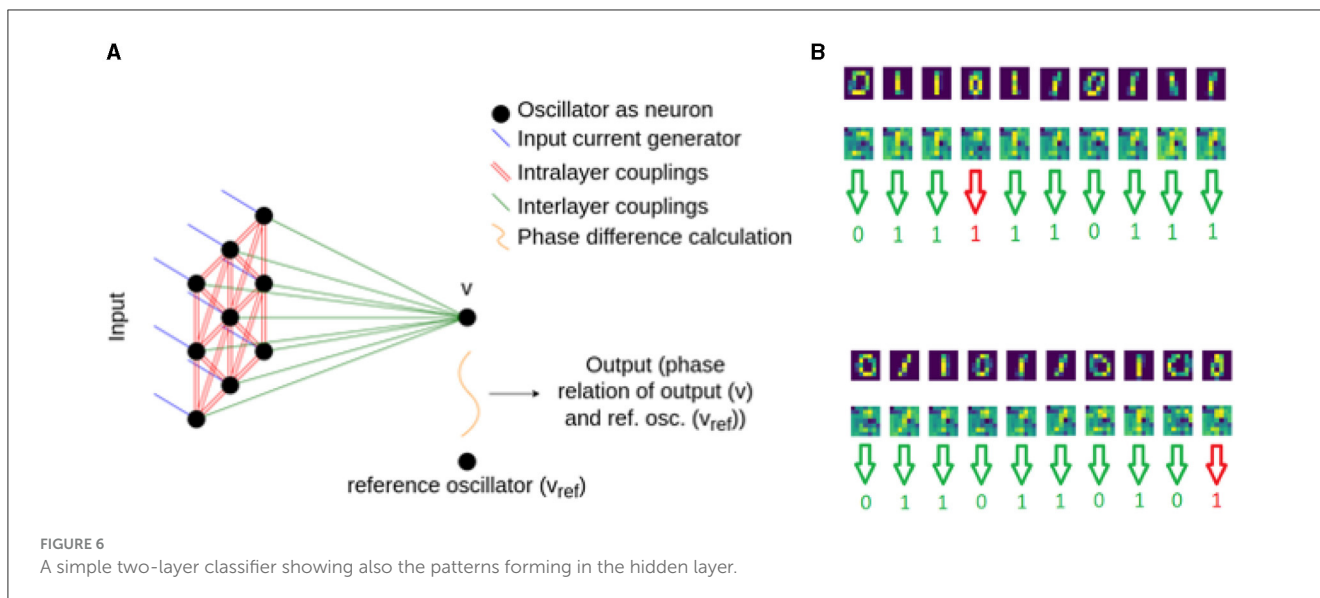 A
B
Oscillator as neuron
Input current generator
Intralayer couplings
Interlayer couplings
Phase difference calculation
Input
v
Output (phase
relation of output (v)
and ref. osc. (vref))
reference oscillator (vref)
0 1 1 1 1 1 0 1 1 1
0 1 1 0 1 1 0 1 0 1
FIGURE 6
A simple two-layer classifier showing also the patterns forming in the hidden layer.